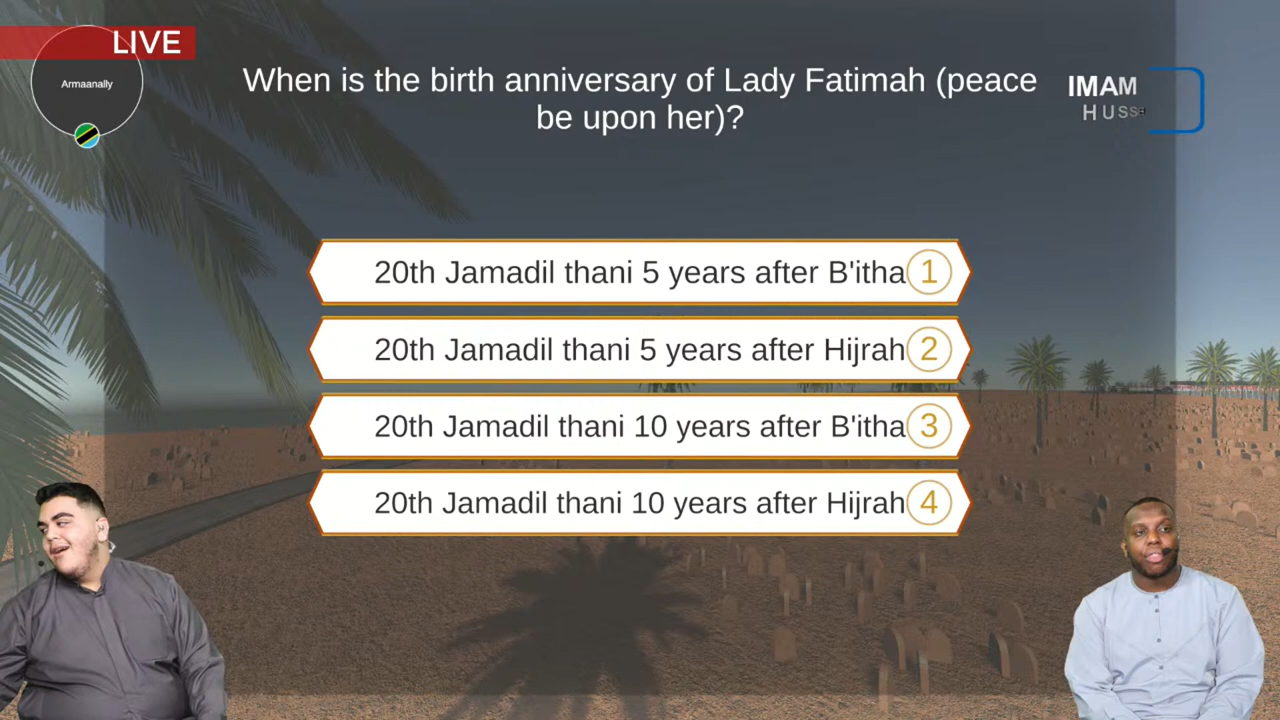 LIVE
Armaanally
When is the birth anniversary of Lady Fatimah (peace
be upon her)?
IMAM
20th Jamadil thani 5 years after B'itha 1
20th Jamadil thani 5 years after Hijrah 2
20th Jamadil thani 10 years after B'itha 3
20th Jamadil thani 10 years after Hijrah 4